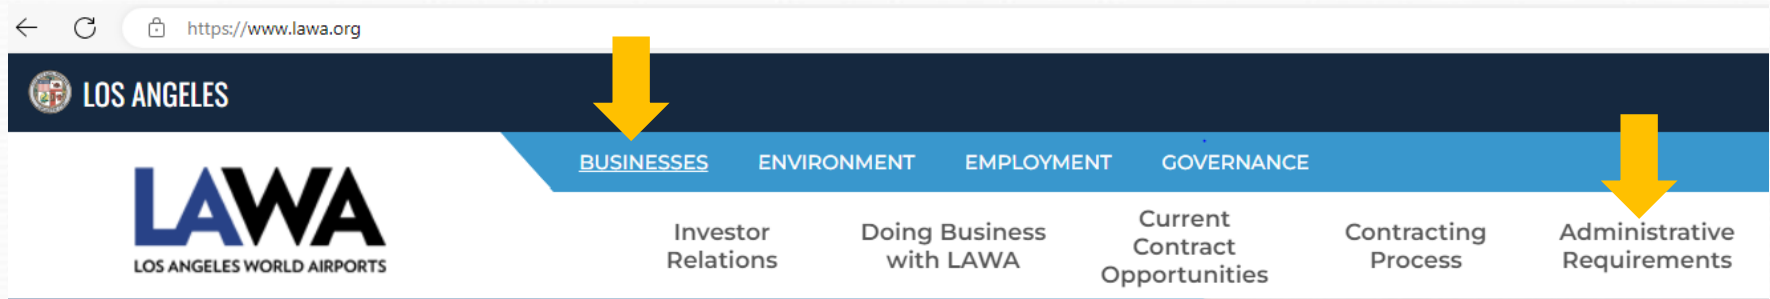 https://www.lawa.org
LOS ANGELES
BUSINESSES ENVIRONMENT EMPLOYMENT GOVERNANCE
LAWA
LOS ANGELES WORLD AIRPORTS
Investor
Relations
Doing Business
with LAWA
Current
Contract
Opportunities
Contracting
Process
Administrative
Requirements